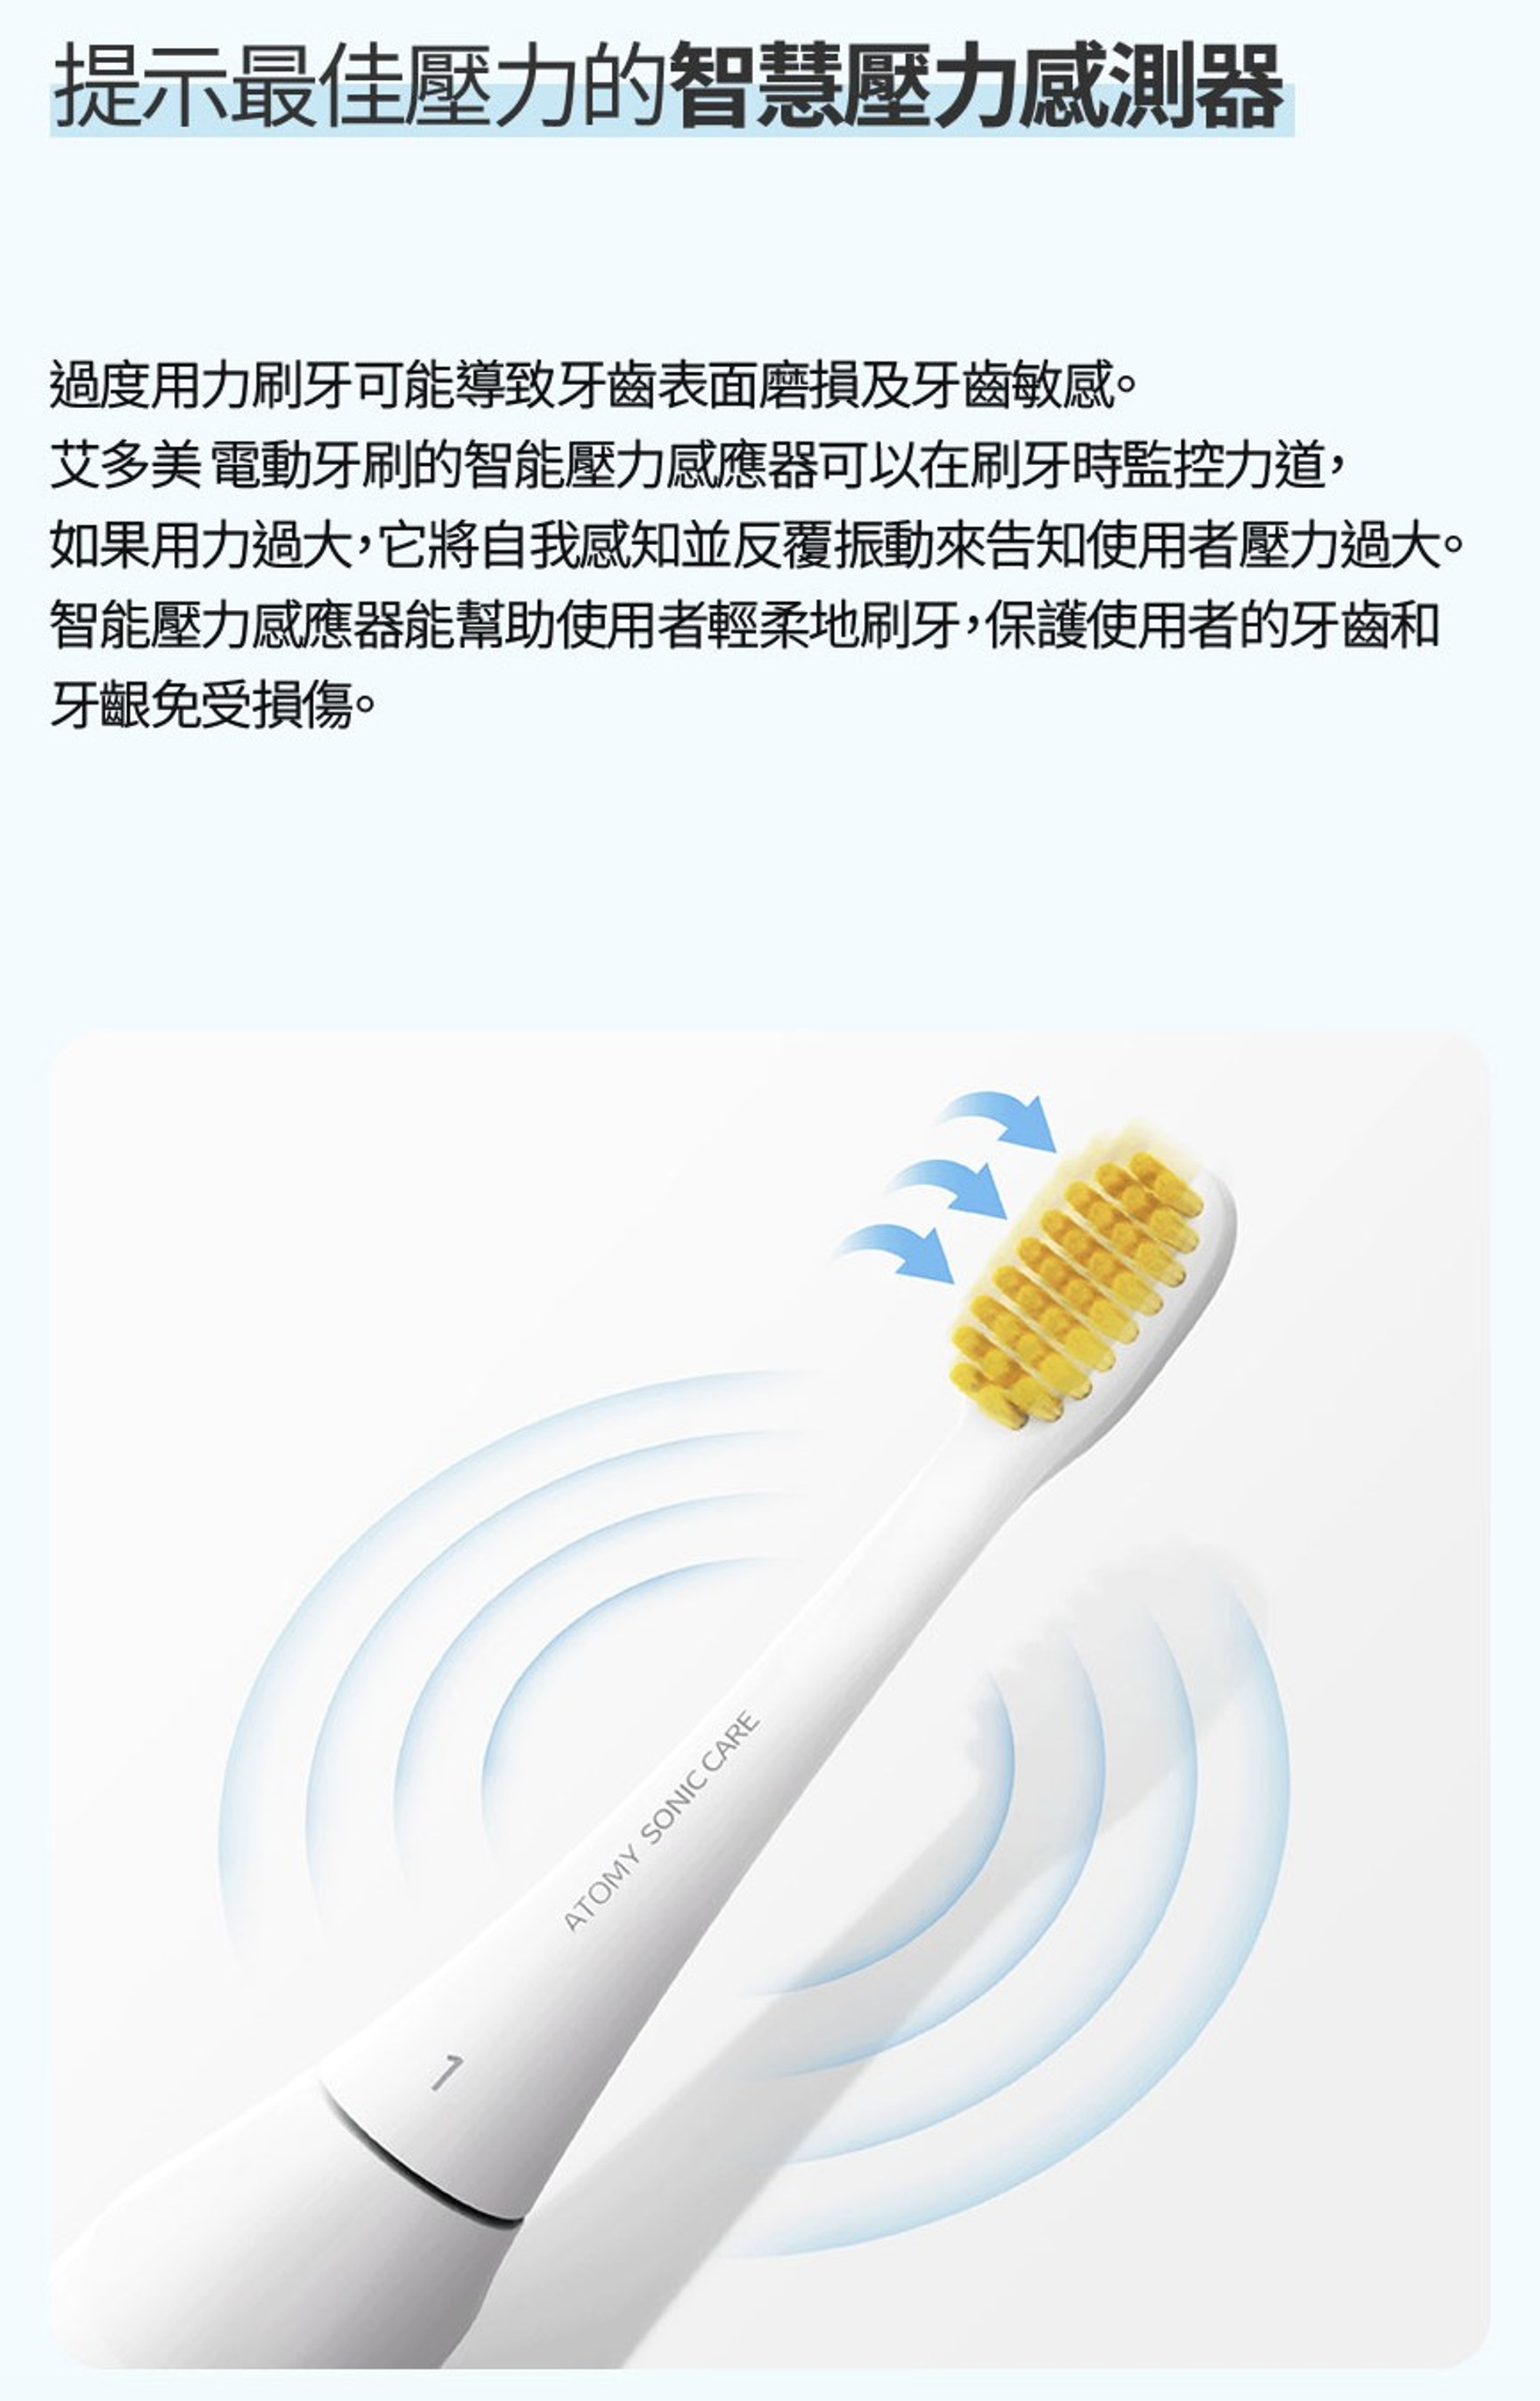 提示最佳壓力的智慧壓力感測器
過度用力刷牙可能導致牙齒表面磨損及牙齒敏感。
艾多美 電動牙刷的智能壓力感應器可以在刷牙時監控力道，
如果用力過大，它將自我感知並反覆振動來告知使用者壓力過大。
智能壓力感應器能幫助使用者輕柔地刷牙，保護使用者的牙齒和
牙齦免受損傷。
ATOMY SONIC CARE
1